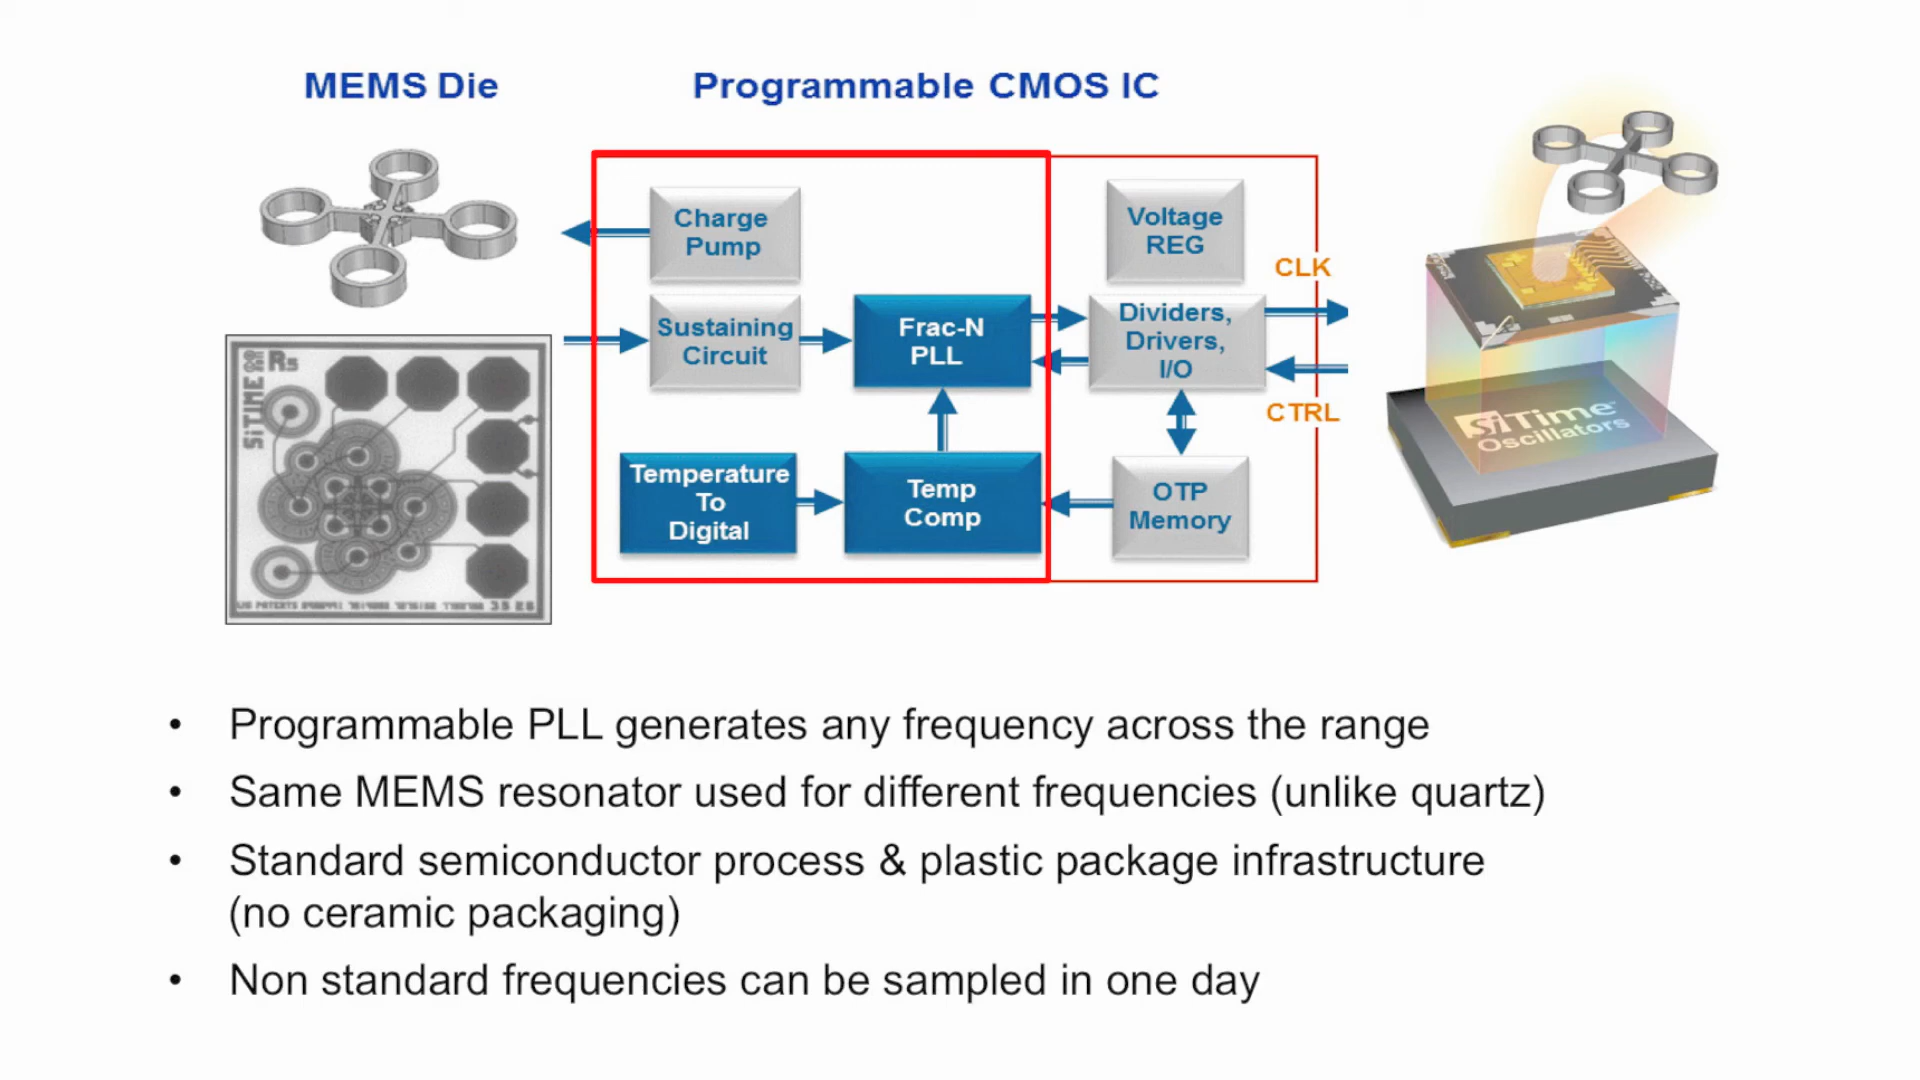 MEMS Die
Programmable CMOS IC
Charge
Pump
Voltage
REG
CLK
Sustaining
Circuit
Frac-N
PLL
Dividers,
Drivers,
I/O
CTRL
Temperature
To
Digital
Temp
Comp
OTP
Memory
SiTIME
R5
35 E8
SiTime
Oscillators
• Programmable PLL generates any frequency across the range
• Same MEMS resonator used for different frequencies (unlike quartz)
• Standard semiconductor process & plastic package infrastructure
(no ceramic packaging)
• Non standard frequencies can be sampled in one day